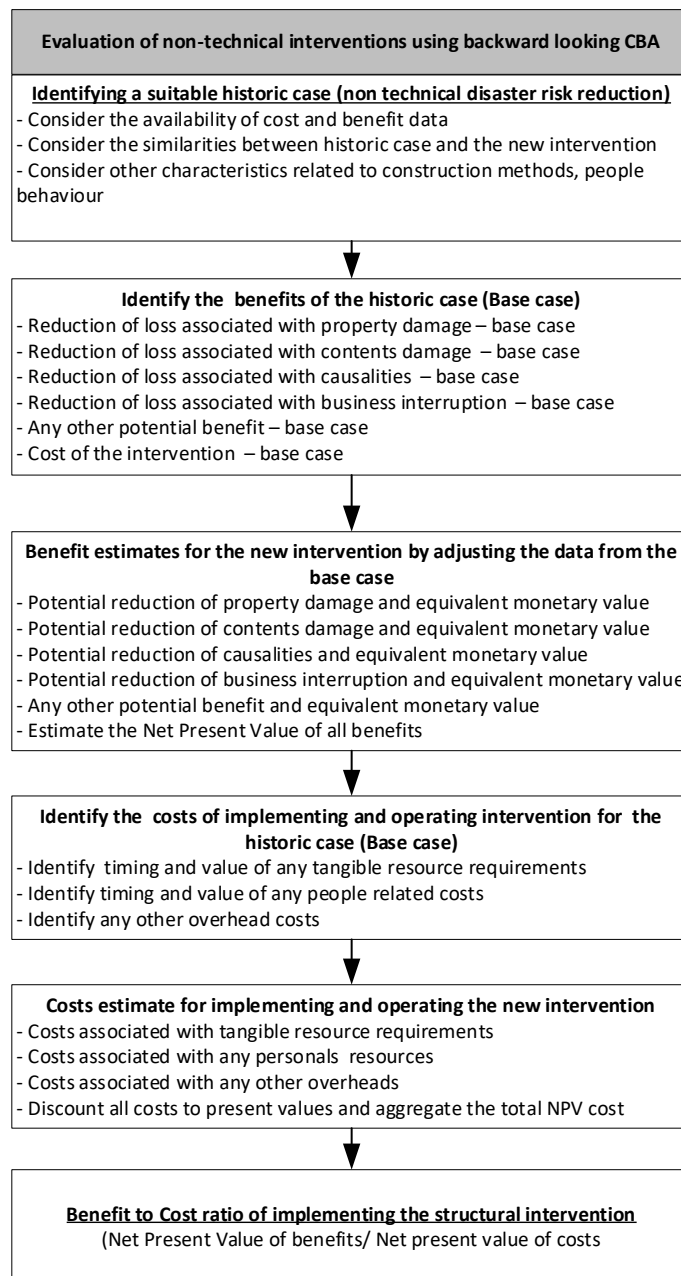 Evaluation of non-technical interventions using backward looking CBA
Identifying a suitable historic case (non technical disaster risk reduction)
- Consider the availability of cost and benefit data
- Consider the similarities between historic case and the new intervention
- Consider other characteristics related to construction methods, people
behaviour
Identify the  benefits of the historic case (Base case)
- Reduction of loss associated with property damage – base case
- Reduction of loss associated with contents damage  – base case
- Reduction of loss associated with causalities  – base case
- Reduction of loss associated with business interruption  – base case
- Any other potential benefit – base case
- Cost of the intervention  – base case
Benefit estimates for the new intervention by adjusting the data from the
base case
- Potential reduction of property damage and equivalent monetary value
- Potential reduction of contents damage and equivalent monetary value
- Potential reduction of causalities and equivalent monetary value
- Potential reduction of business interruption and equivalent monetary value
- Any other potential benefit and equivalent monetary value
- Estimate the Net Present Value of all benefits
Identify the  costs of implementing and operating intervention for  the
historic case (Base case)
- Identify  timing and value of any tangible resource requirements
- Identify timing and value of any people related costs
- Identify any other overhead costs
Costs estimate for implementing and operating the new intervention
- Costs associated with tangible resource requirements
- Costs associated with any personals  resources
- Costs associated with any other overheads
- Discount all costs to present values and aggregate the total NPV cost
Benefit to Cost ratio of implementing the structural intervention
(Net Present Value of benefits/ Net present value of costs